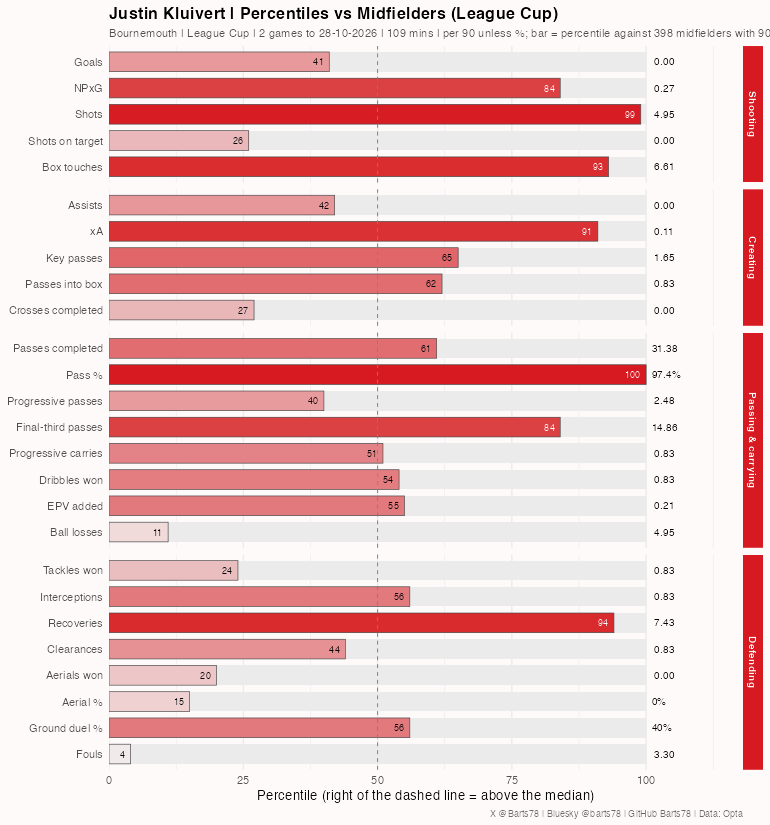 Justin Kluivert | Percentiles vs Midfielders (League Cup)
Bournemouth | League Cup | 2 games to 28-10-2026 | 109 mins | per 90 unless %; bar = percentile against 398 midfielders with 90
Shooting
Goals 41 0.00
NPxG 84 0.27
Shots 99 4.95
Shots on target 26 0.00
Box touches 93 6.61
Creating
Assists 42 0.00
xA 91 0.11
Key passes 65 1.65
Passes into box 62 0.83
Crosses completed 27 0.00
Passing & carrying
Passes completed 61 31.38
Pass % 100 97.4%
Progressive passes 40 2.48
Final-third passes 84 14.86
Progressive carries 51 0.83
Dribbles won 54 0.83
EPV added 55 0.21
Ball losses 11 4.95
Defending
Tackles won 24 0.83
Interceptions 56 0.83
Recoveries 94 7.43
Clearances 44 0.83
Aerials won 20 0.00
Aerial % 15 0%
Ground duel % 56 40%
Fouls 4 3.30
0 25 50 75 100
Percentile (right of the dashed line = above the median)
X @Barts78 | Bluesky @barts78 | GitHub Barts78 | Data: Opta